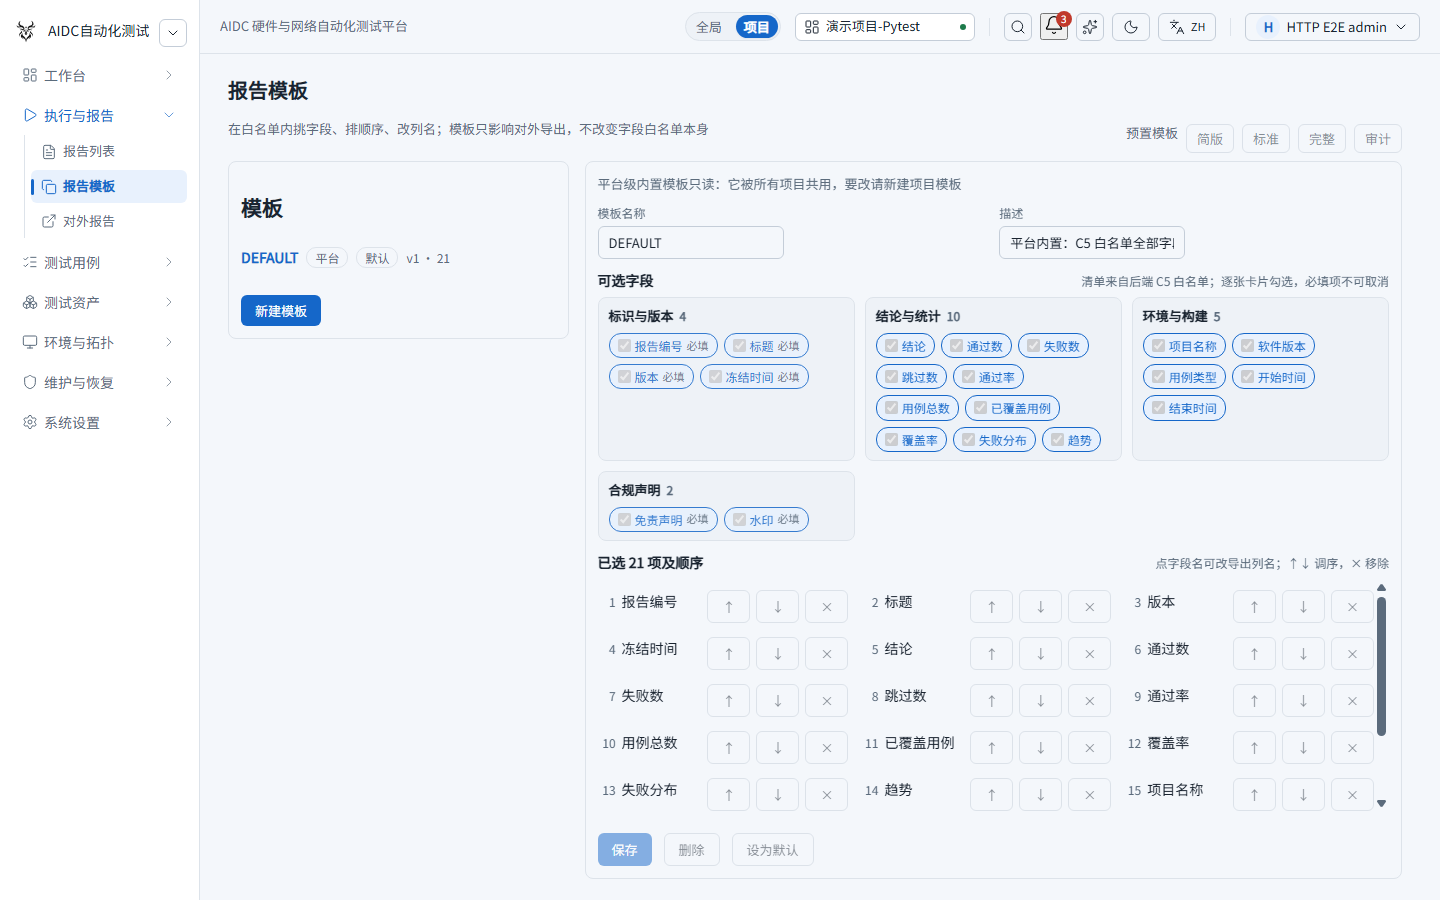 AIDC自动化测试
工作台
执行与报告
报告列表
报告模板
对外报告
测试用例
测试资产
环境与拓扑
维护与恢复
系统设置
AIDC 硬件与网络自动化测试平台
全局 项目
演示项目-Pytest
3
ZH
H HTTP E2E admin
报告模板
在白名单内挑字段、排顺序、改列名；模板只影响对外导出，不改变字段白名单本身
预置模板 简版 标准 完整 审计
模板
DEFAULT 平台 默认 v1 · 21
新建模板
平台级内置模板只读：它被所有项目共用，要改请新建项目模板
模板名称
DEFAULT
描述
平台内置：C5 白名单全部字
可选字段
清单来自后端 C5 白名单；逐张卡片勾选，必填项不可取消
标识与版本 4
报告编号 必填 标题 必填
版本 必填 冻结时间 必填
结论与统计 10
结论 通过数 失败数
跳过数 通过率
用例总数 已覆盖用例
覆盖率 失败分布 趋势
环境与构建 5
项目名称 软件版本
用例类型 开始时间
结束时间
合规声明 2
免责声明 必填 水印 必填
已选 21 项及顺序
点字段名可改导出列名；↑↓ 调序，× 移除
1 报告编号 ↑ ↓ × 2 标题 ↑ ↓ × 3 版本 ↑ ↓ ×
4 冻结时间 ↑ ↓ × 5 结论 ↑ ↓ × 6 通过数 ↑ ↓ ×
7 失败数 ↑ ↓ × 8 跳过数 ↑ ↓ × 9 通过率 ↑ ↓ ×
10 用例总数 ↑ ↓ × 11 已覆盖用例 ↑ ↓ × 12 覆盖率 ↑ ↓ ×
13 失败分布 ↑ ↓ × 14 趋势 ↑ ↓ × 15 项目名称 ↑ ↓ ×
保存 删除 设为默认